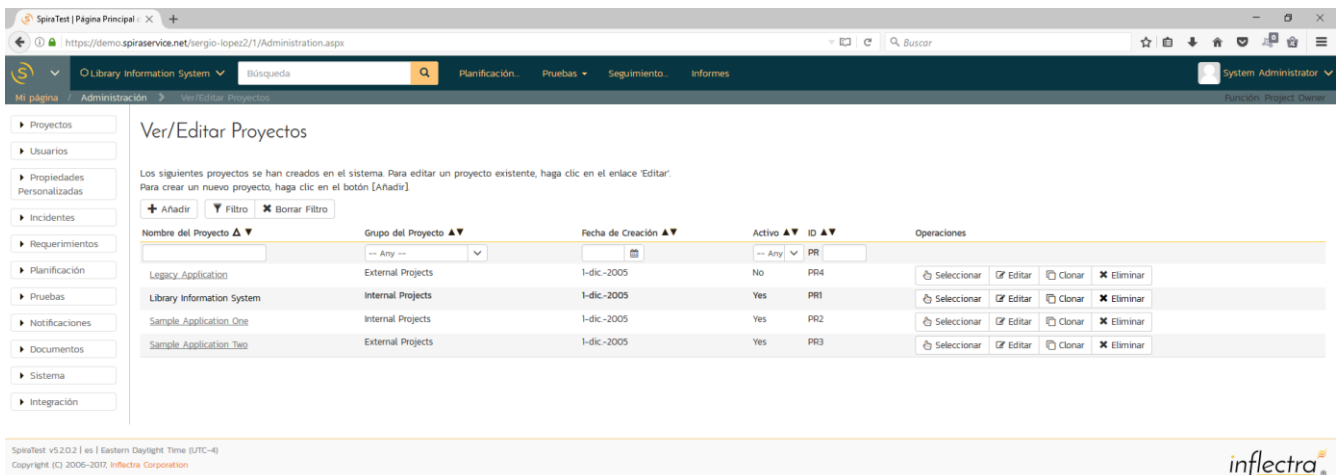 SpiraTest | Página Principal
https://demo.spiraservice.net/sergio-lopez2/1/Administration.aspx
Buscar
Library Information System
Búsqueda
Planificación... Pruebas Seguimiento... Informes
System Administrator
Mi página / Administración > Ver/Editar Proyectos
Función: Project Owner
Proyectos
Usuarios
Propiedades
Personalizadas
Incidentes
Requerimientos
Planificación
Pruebas
Notificaciones
Documentos
Sistema
Integración
Ver/Editar Proyectos
Los siguientes proyectos se han creados en el sistema. Para editar un proyecto existente, haga clic en el enlace 'Editar'.
Para crear un nuevo proyecto, haga clic en el botón [Añadir].
Añadir Filtro Borrar Filtro
Nombre del Proyecto Grupo del Proyecto Fecha de Creación Activo ID Operaciones
-- Any -- -- Any PR
Legacy Application External Projects 1-dic.-2005 No PR4 Seleccionar Editar Clonar Eliminar
Library Information System Internal Projects 1-dic.-2005 Yes PR1 Seleccionar Editar Clonar Eliminar
Sample Application One Internal Projects 1-dic.-2005 Yes PR2 Seleccionar Editar Clonar Eliminar
Sample Application Two External Projects 1-dic.-2005 Yes PR3 Seleccionar Editar Clonar Eliminar
SpiraTest v5.2.0.2 | es | Eastern Daylight Time (UTC-4)
Copyright (C) 2006-2017, Inflectra Corporation
inflectra